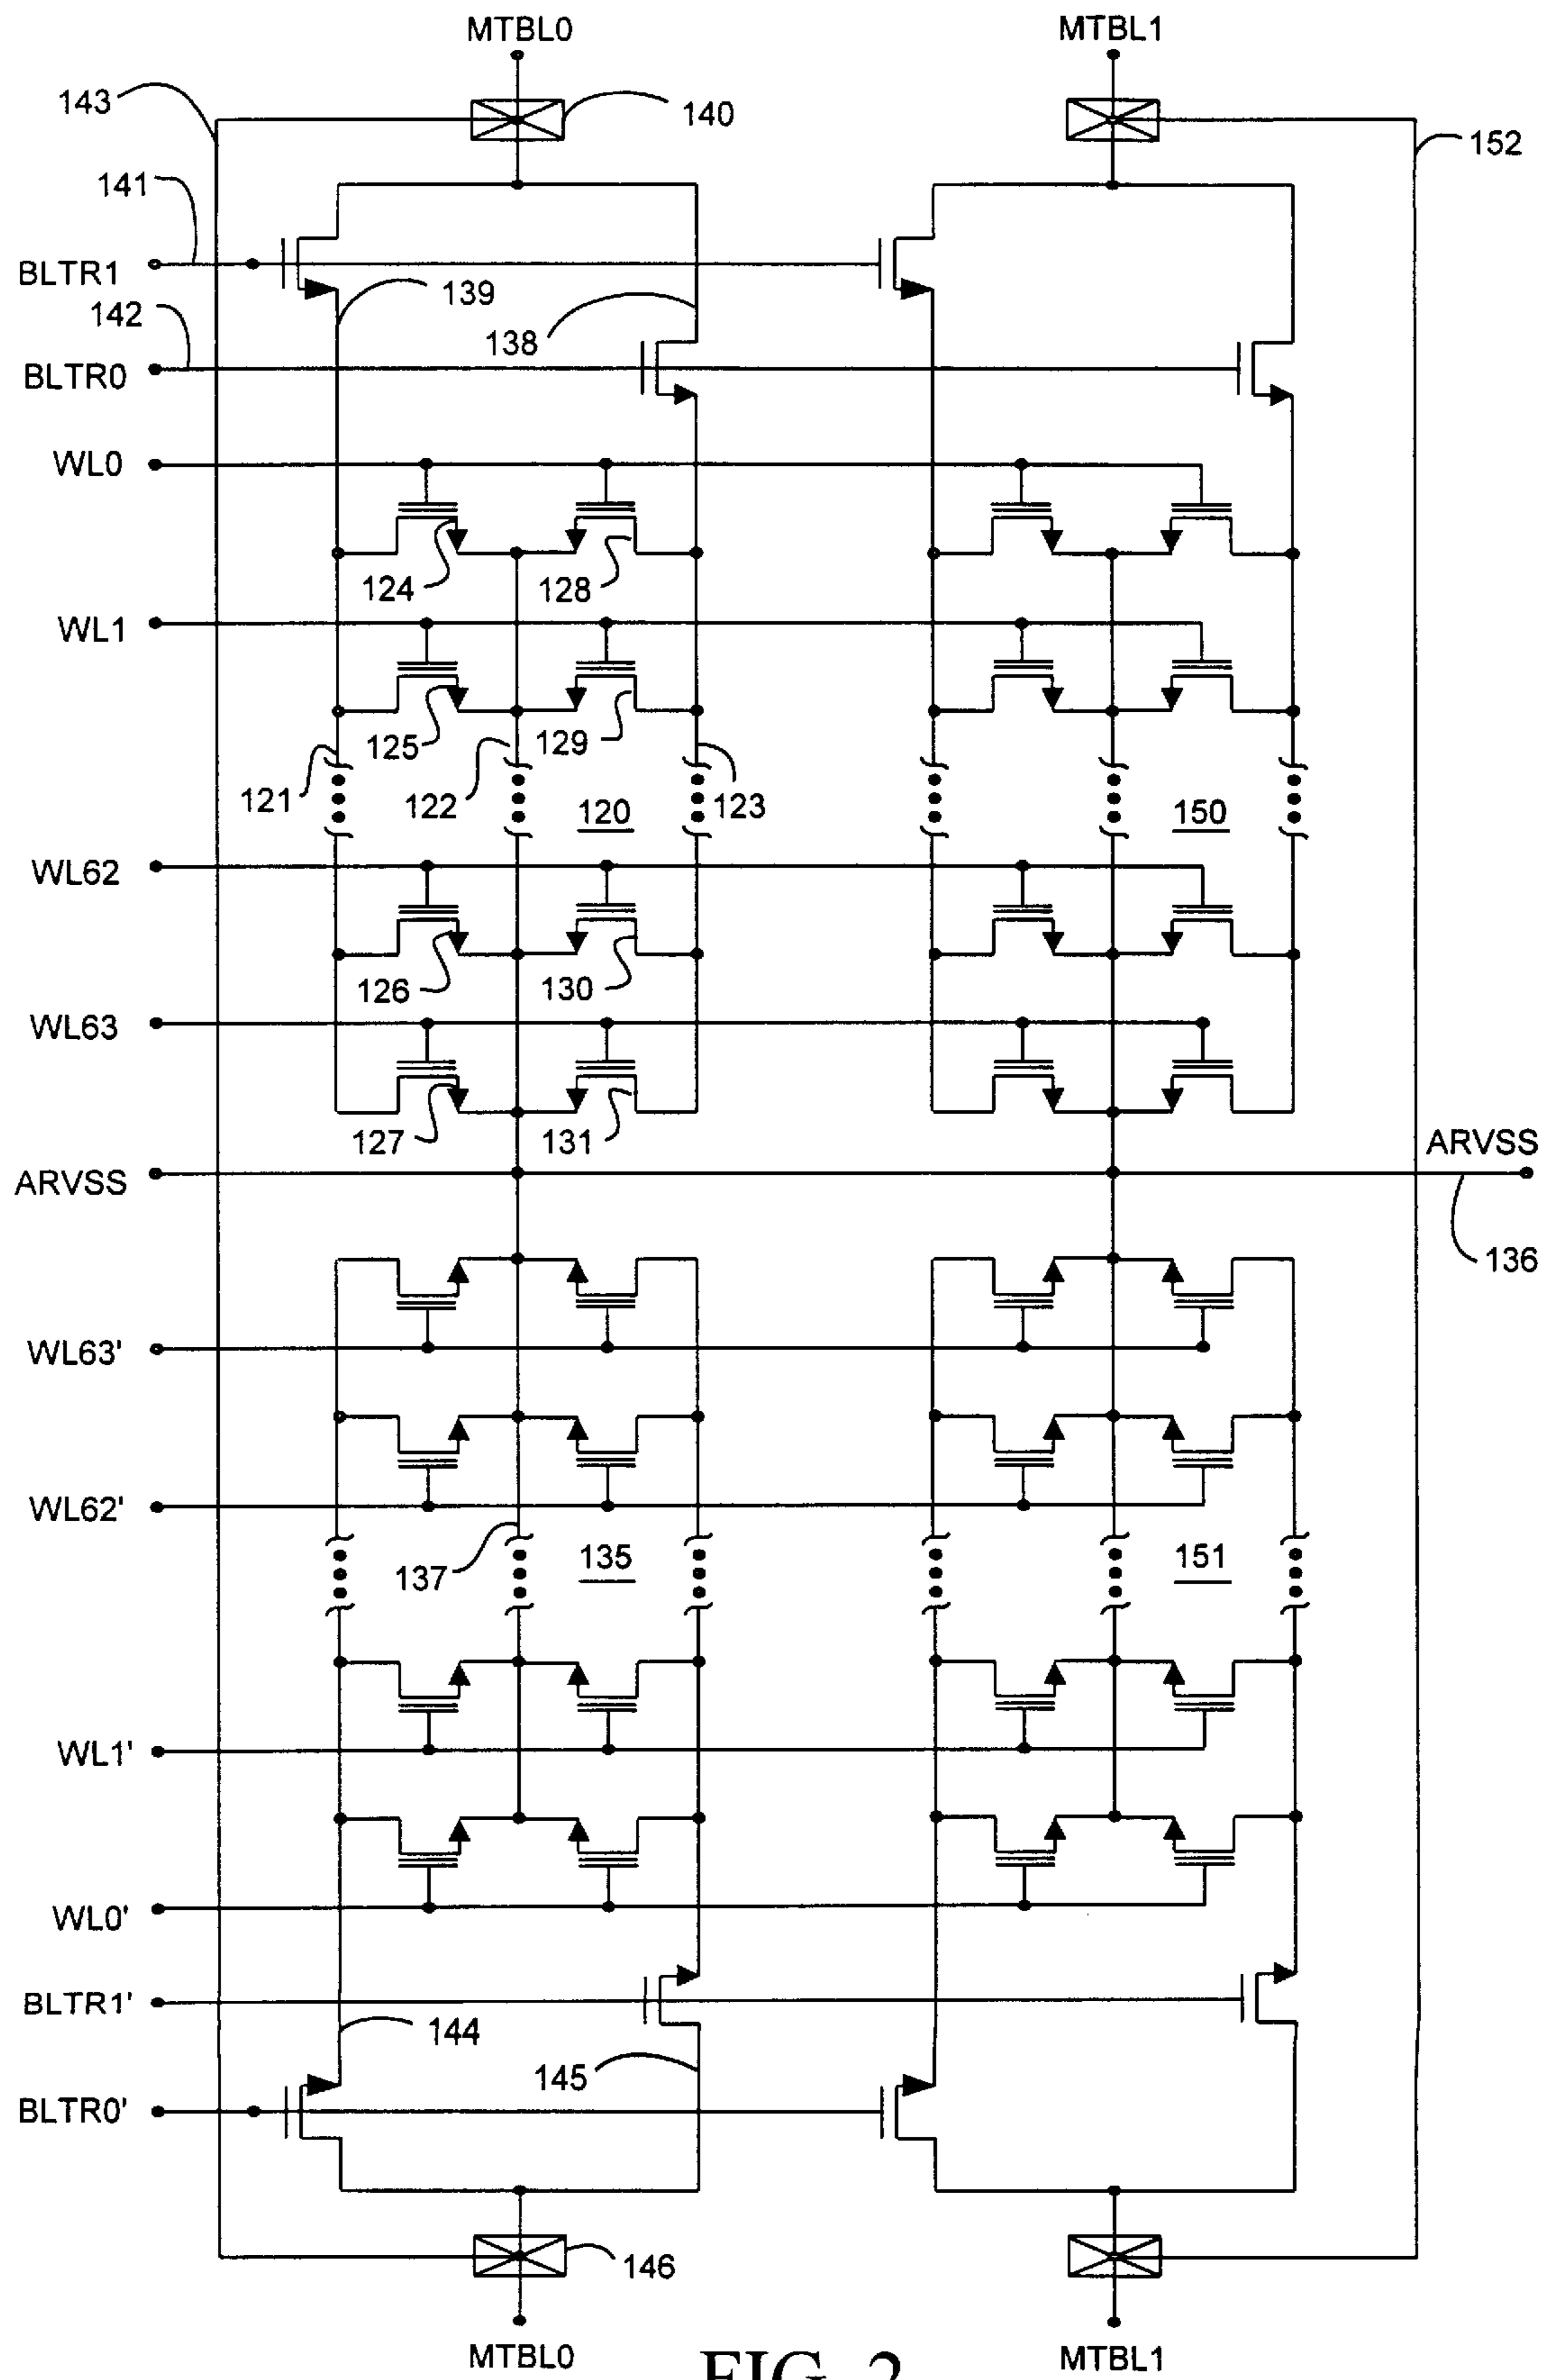 MTBL0 MTBL1
143 140 152
141
BLTR1 139
142 138
BLTR0
WL0
124 128
WL1
125 129
121 122 120 123 150
WL62
126 130
WL63
127 131
ARVSS ARVSS
136
WL63'
WL62'
137 135 151
WL1'
WL0'
BLTR1'
144
145
BLTR0'
146
MTBL0 MTBL1
FIG. 2